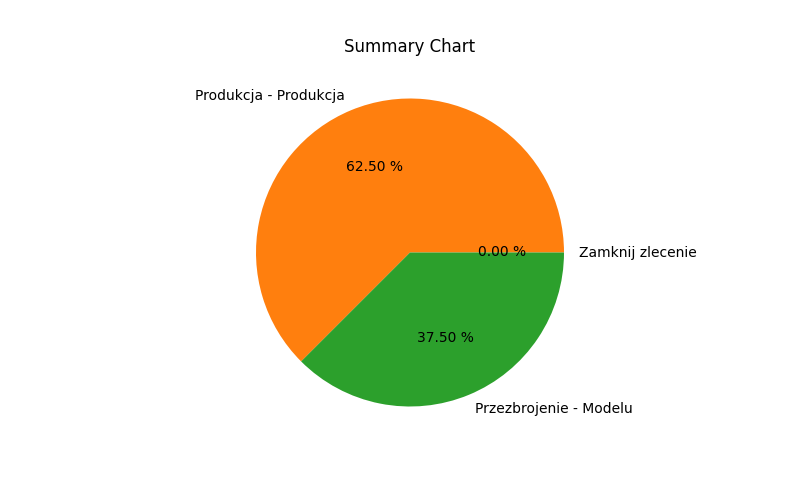 Summary Chart
Produkcja - Produkcja
62.50 %
0.00 %
Zamknij zlecenie
37.50 %
Przezbrojenie - Modelu